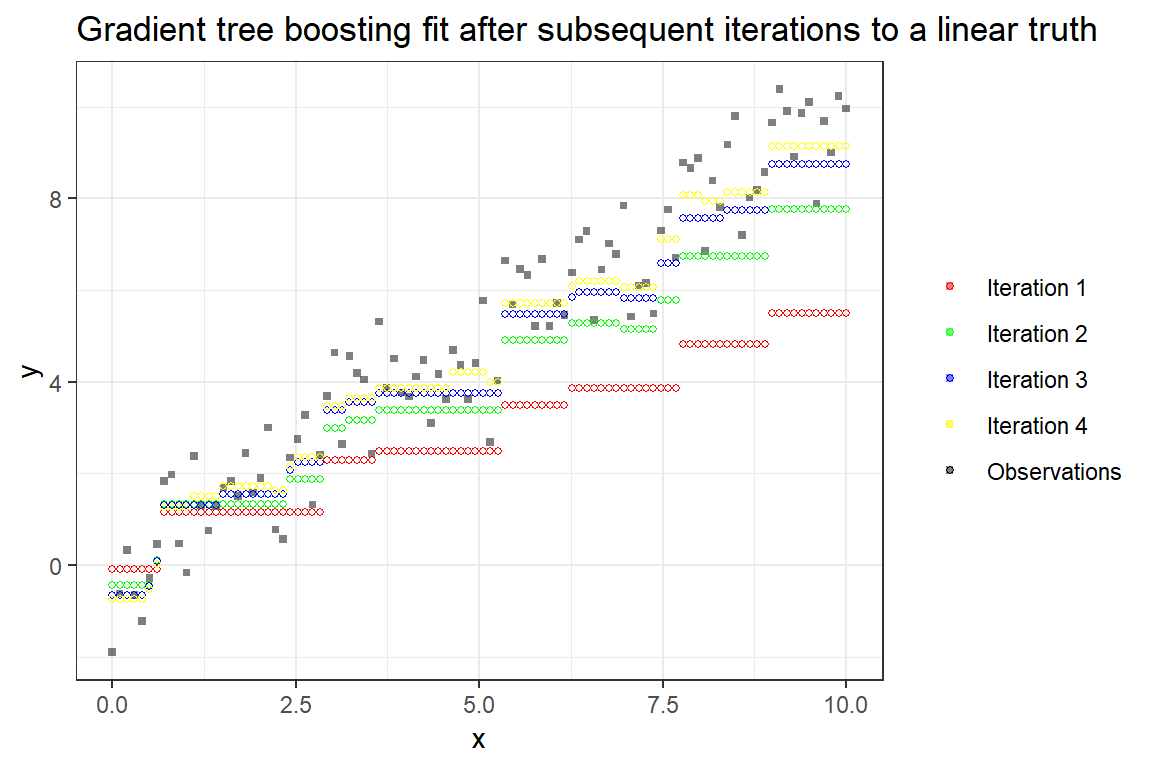 Gradient tree boosting fit after subsequent iterations to a linear truth
y
8
4
0
0.0 2.5 5.0 7.5 10.0
x
Iteration 1
Iteration 2
Iteration 3
Iteration 4
Observations